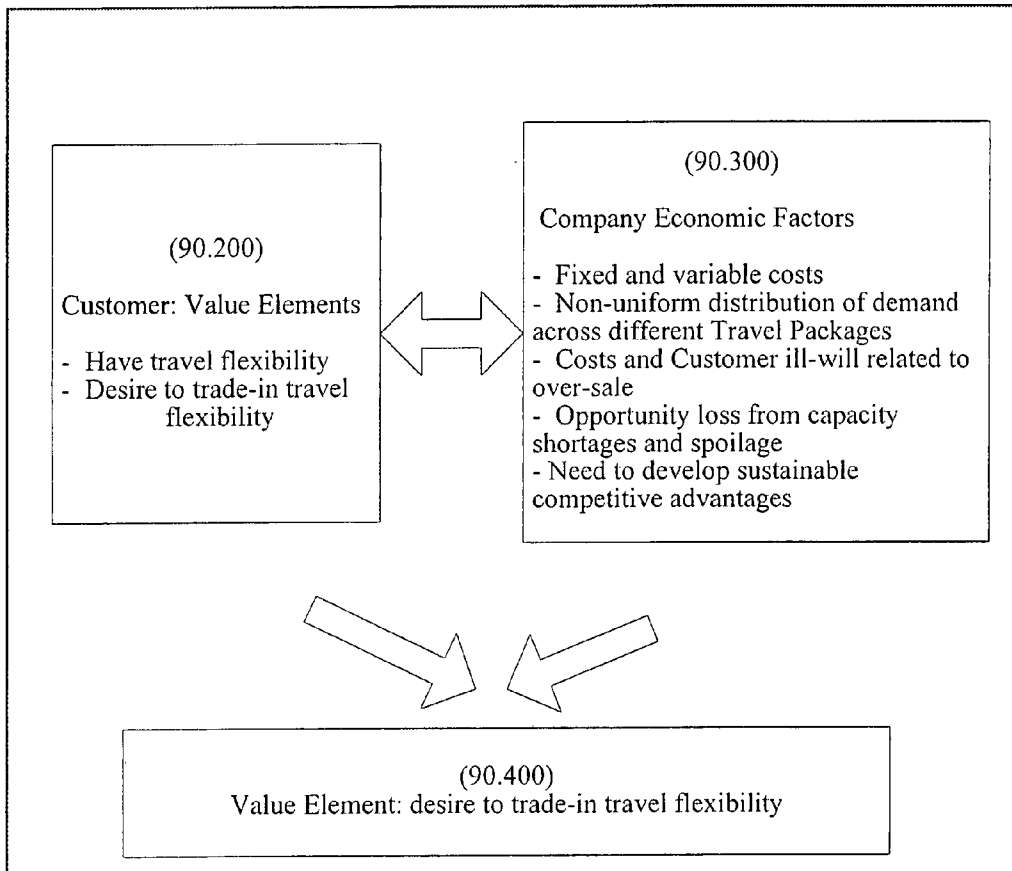 (90.200)
Customer: Value Elements
- Have travel flexibility
- Desire to trade-in travel
flexibility
(90.300)
Company Economic Factors
- Fixed and variable costs
- Non-uniform distribution of demand
across different Travel Packages
- Costs and Customer ill-will related to
over-sale
- Opportunity loss from capacity
shortages and spoilage
- Need to develop sustainable
competitive advantages
(90.400)
Value Element: desire to trade-in travel flexibility